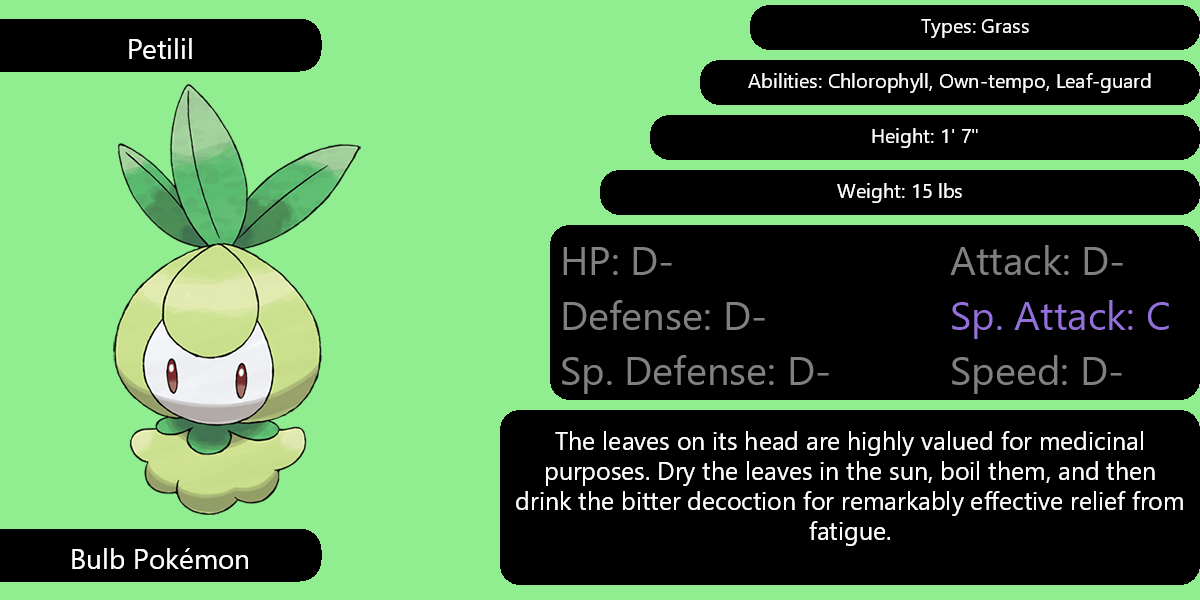 Petilil
Types: Grass
Abilities: Chlorophyll, Own-tempo, Leaf-guard
Height: 1' 7"
Weight: 15 lbs
HP: D-
Attack: D-
Defense: D-
Sp. Attack: C
Sp. Defense: D-
Speed: D-
The leaves on its head are highly valued for medicinal
purposes. Dry the leaves in the sun, boil them, and then
drink the bitter decoction for remarkably effective relief from
fatigue.
Bulb Pokémon